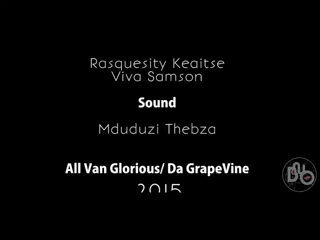 Rasquesity Keaitse
Viva Samson
Sound
Mduduzi Thebza
All Van Glorious/ Da GrapeVine
2015